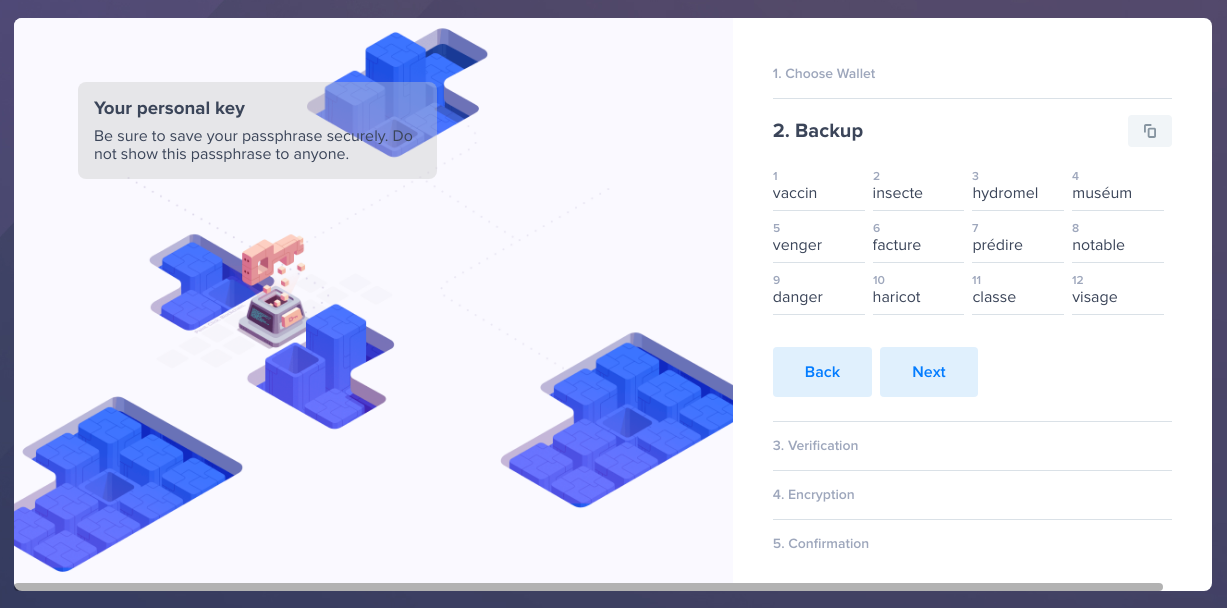 Your personal key
Be sure to save your passphrase securely. Do
not show this passphrase to anyone.
1. Choose Wallet
2. Backup
1 2 3 4
vaccin insecte hydromel muséum
5 6 7 8
venger facture prédire notable
9 10 11 12
danger haricot classe visage
Back Next
3. Verification
4. Encryption
5. Confirmation